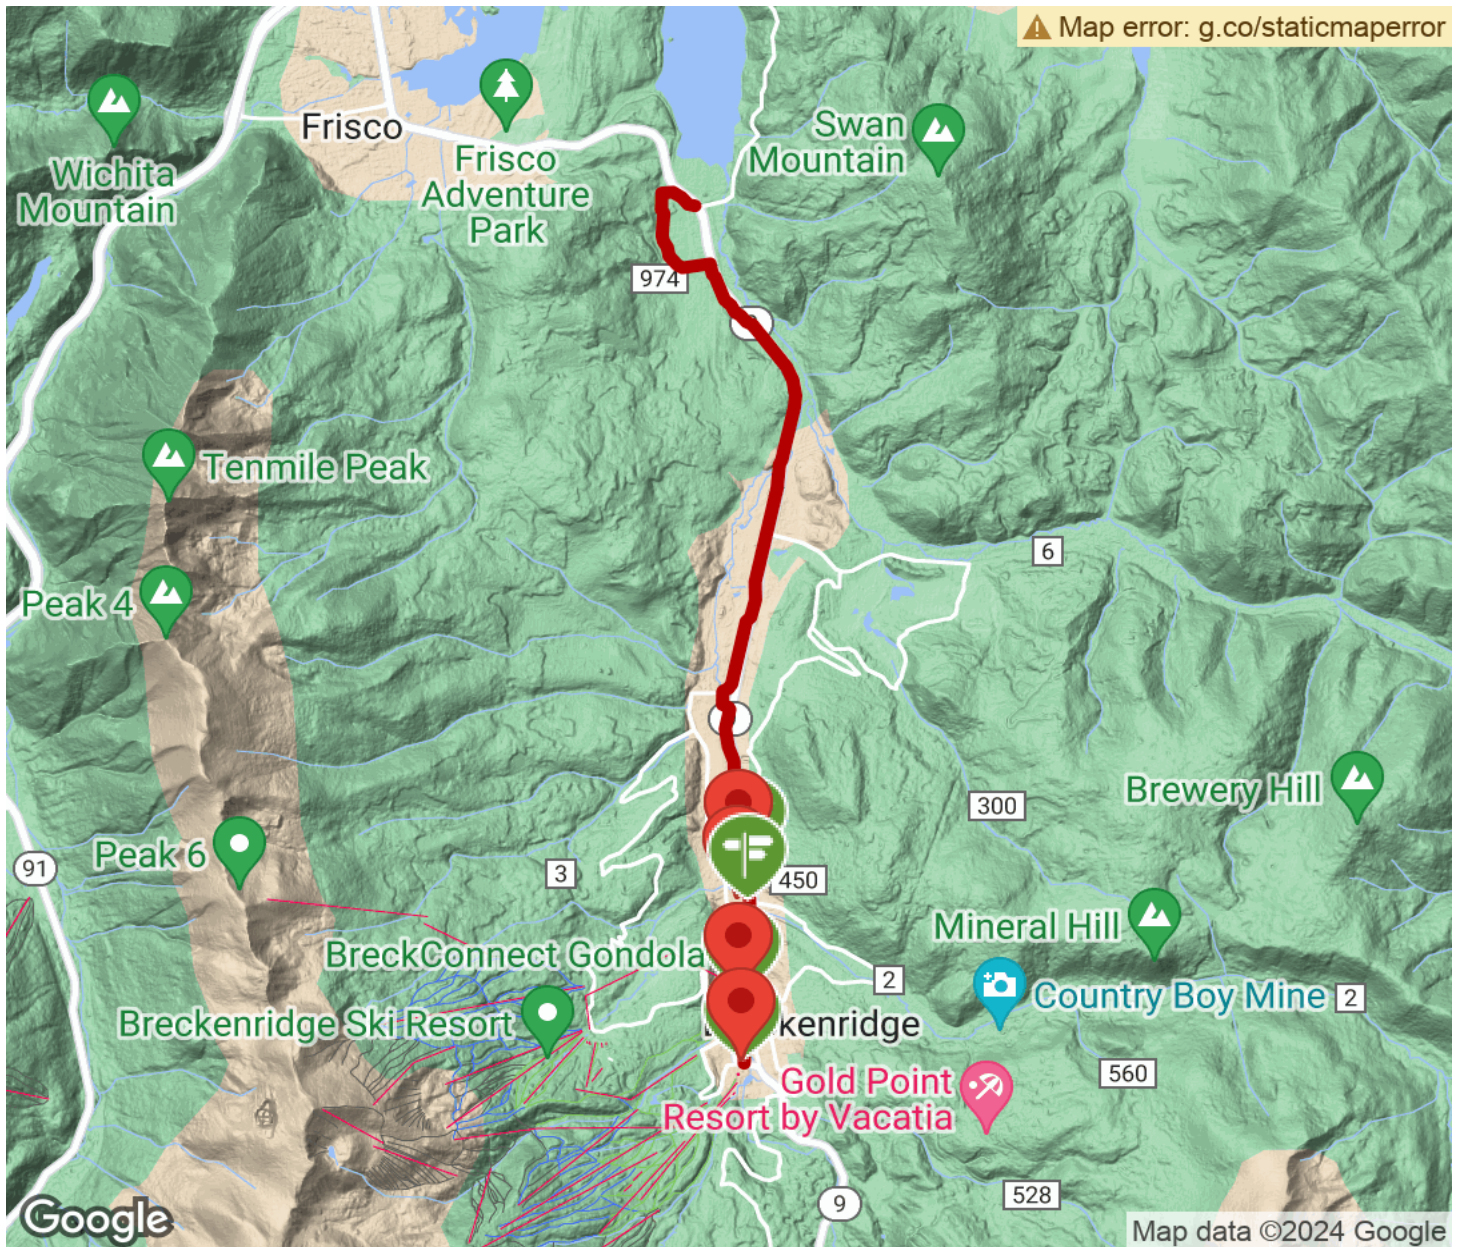 Map error: g.co/staticmaperror
Frisco
Swan
Mountain
Frisco
Adventure
Park
Wichita
Mountain
974
Tenmile Peak
6
Peak 4
Brewery Hill
300
Peak 6
91
3
450
Mineral Hill
BreckConnect Gondola
2
Country Boy Mine
2
Breckenridge Ski Resort
kenridge
560
Gold Point
Resort by Vacatia
528
9
Google
Map data ©2024 Google